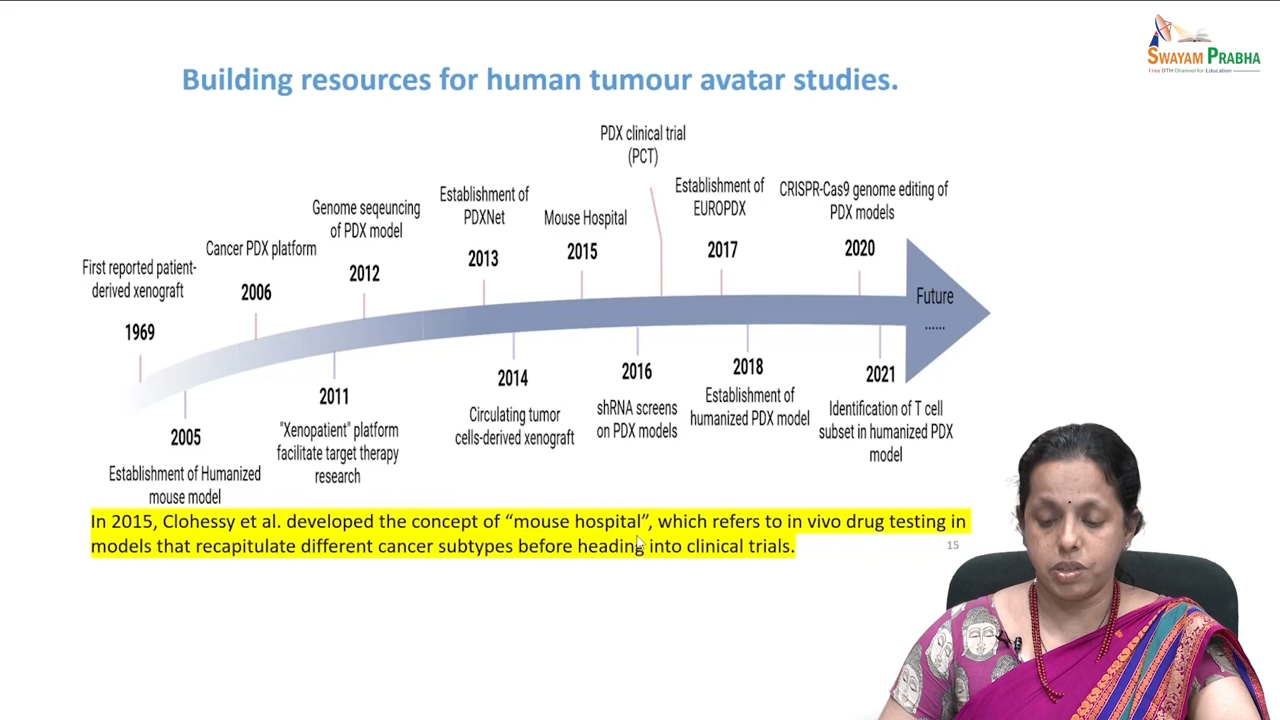 SWAYAM PRABHA
Free DTH Channel for Education
Building resources for human tumour avatar studies.
First reported patient-
derived xenograft
1969
2005
Establishment of Humanized
mouse model
Cancer PDX platform
2006
2011
"Xenopatient" platform
facilitate target therapy
research
Genome seqeuncing
of PDX model
2012
Establishment of
PDXNet
2013
2014
Circulating tumor
cells-derived xenograft
Mouse Hospital
2015
2016
shRNA screens
on PDX models
PDX clinical trial
(PCT)
Establishment of
EUROPDX
2017
2018
Establishment of
humanized PDX model
CRISPR-Cas9 genome editing of
PDX models
2020
2021
Identification of T cell
subset in humanized PDX
model
Future
......
In 2015, Clohessy et al. developed the concept of “mouse hospital”, which refers to in vivo drug testing in
models that recapitulate different cancer subtypes before heading into clinical trials.
15